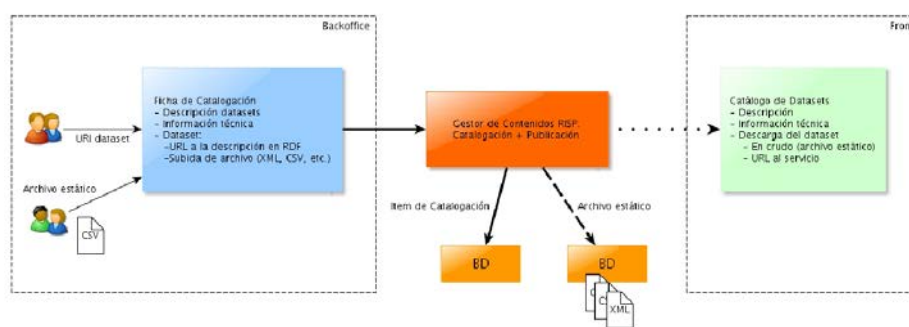 Backoffice
Ficha de Catalogación
– Descripción datasets
– Información técnica
– Dataset:
–URL a la descripción en RDF
–Subida de archivo (XML, CSV, etc.)
URI dataset
Archivo estático
CSV
Gestor de Contenidos RISP:
Catalogación + Publicación
Item de Catalogación
Archivo estático
BD
BD
XML
Fron
Catálogo de Datasets
– Descripción
– Información técnica
– Descarga del dataset
– En crudo (archivo estático)
– URL al servicio